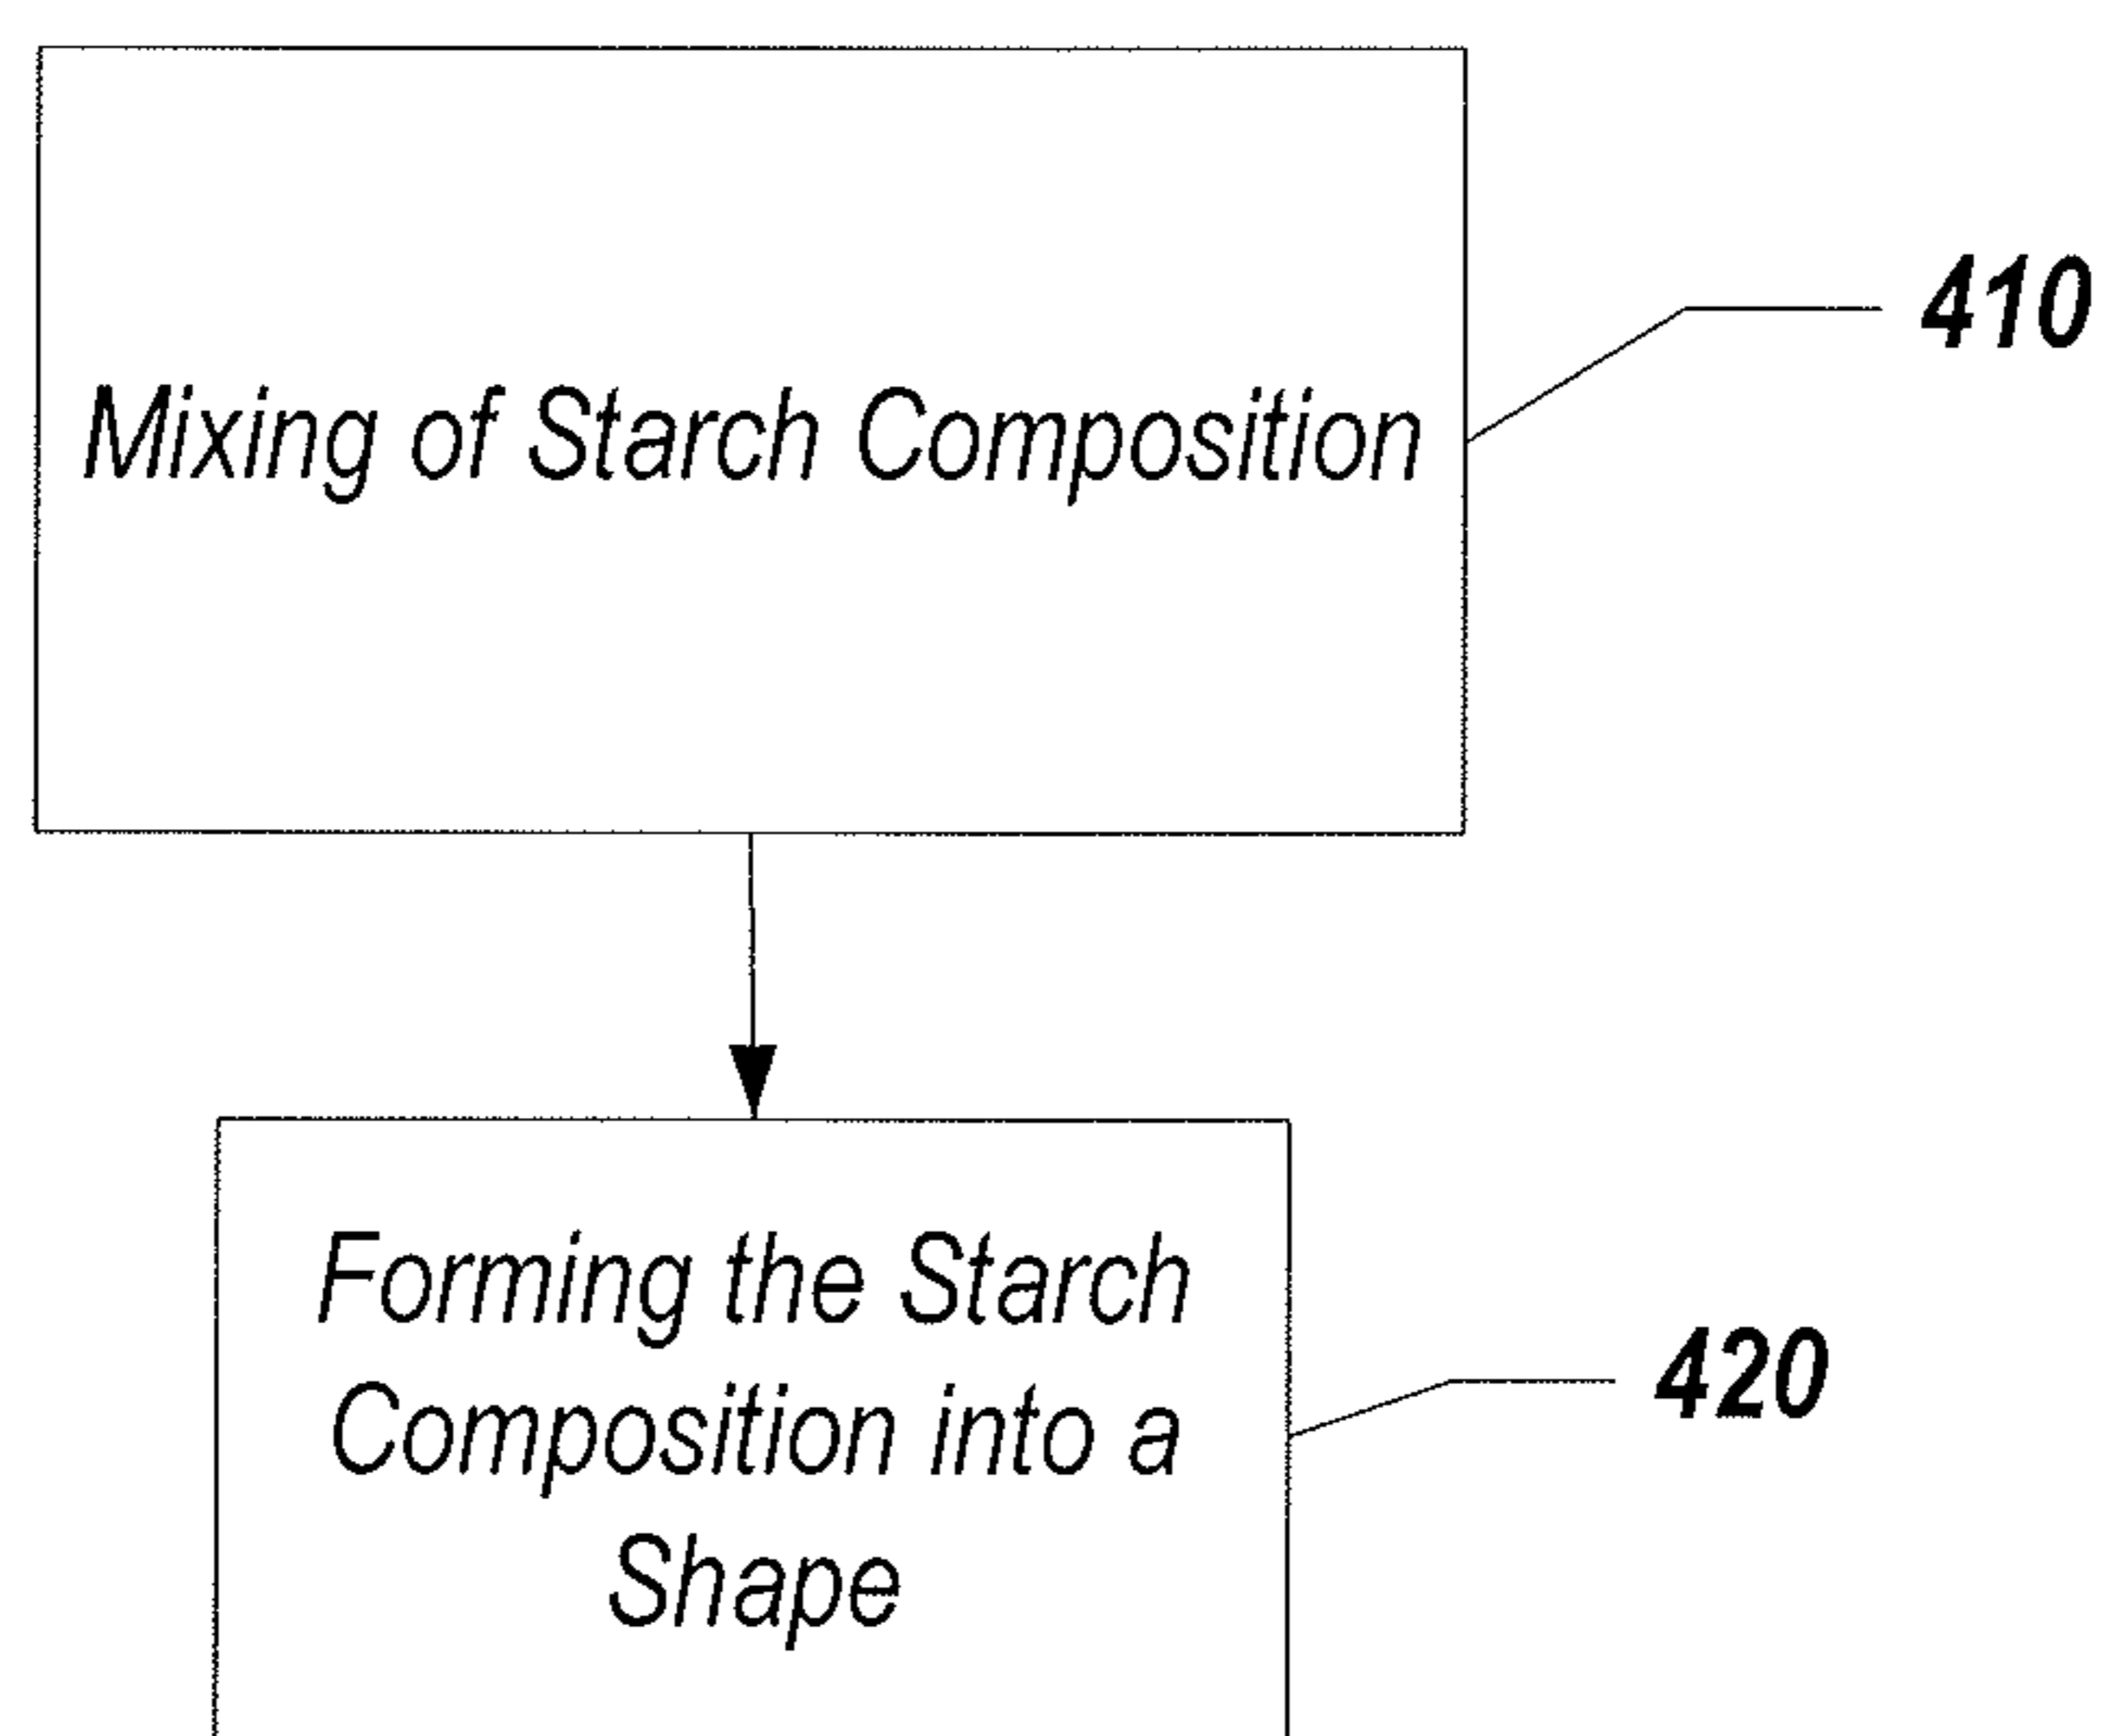 410
Mixing of Starch Composition
Forming the Starch
420
Composition into a
Shape